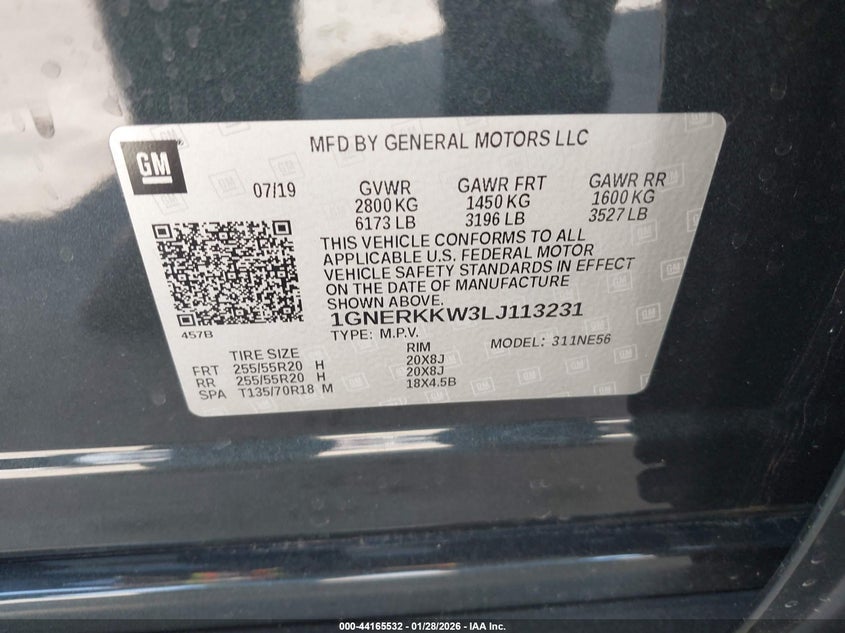 MFD BY GENERAL MOTORS LLC
GM
07/19
GVWR GAWR FRT GAWR RR
2800 KG 1450 KG 1600 KG
6173 LB 3196 LB 3527 LB
THIS VEHICLE CONFORMS TO ALL
APPLICABLE U.S. FEDERAL MOTOR
VEHICLE SAFETY STANDARDS IN EFFECT
ON THE DATE OF MANUFACTURE
SHOWN ABOVE.
457B
1GNERKKW3LJ113231
TYPE: M.P.V. MODEL: 311NE56
TIRE SIZE RIM
FRT 255/55R20 H 20X8J
RR 255/55R20 H 20X8J
SPA T135/70R18 M 18X4.5B
000-44165532 | 01/28/2026 - IAA Inc.